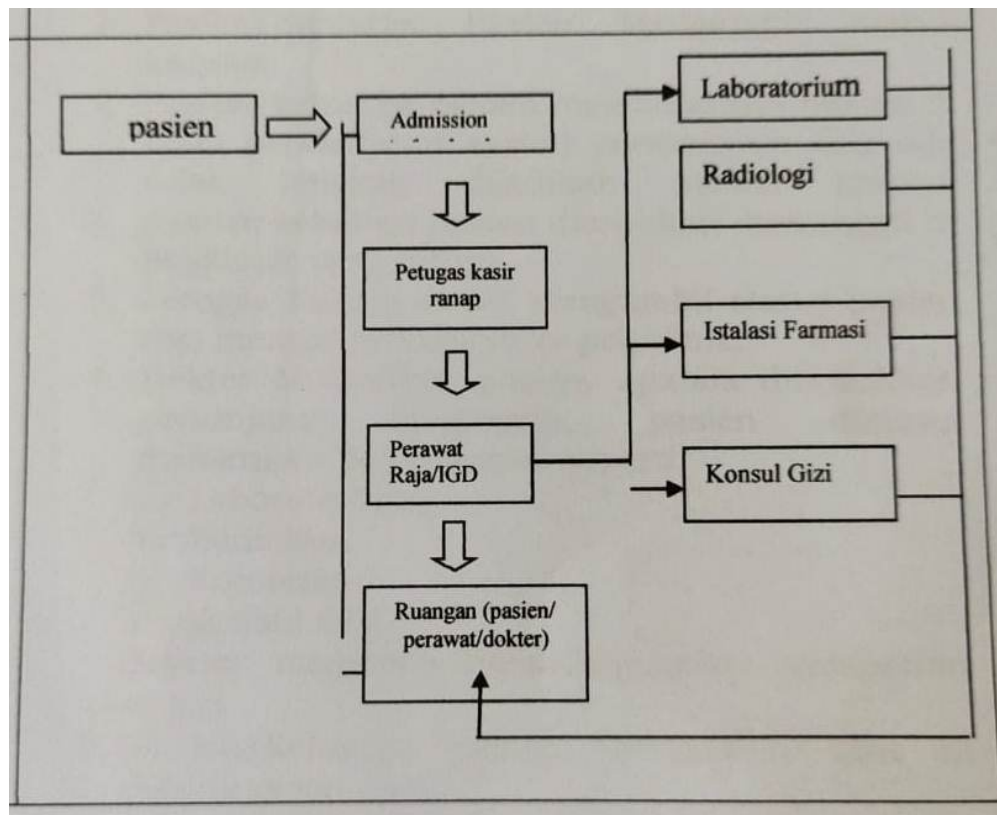 pasien
Admission
Petugas kasir
ranap
Perawat
Raja/IGD
Ruangan (pasien/
perawat/dokter)
Laboratorium
Radiologi
Istalasi Farmasi
Konsul Gizi